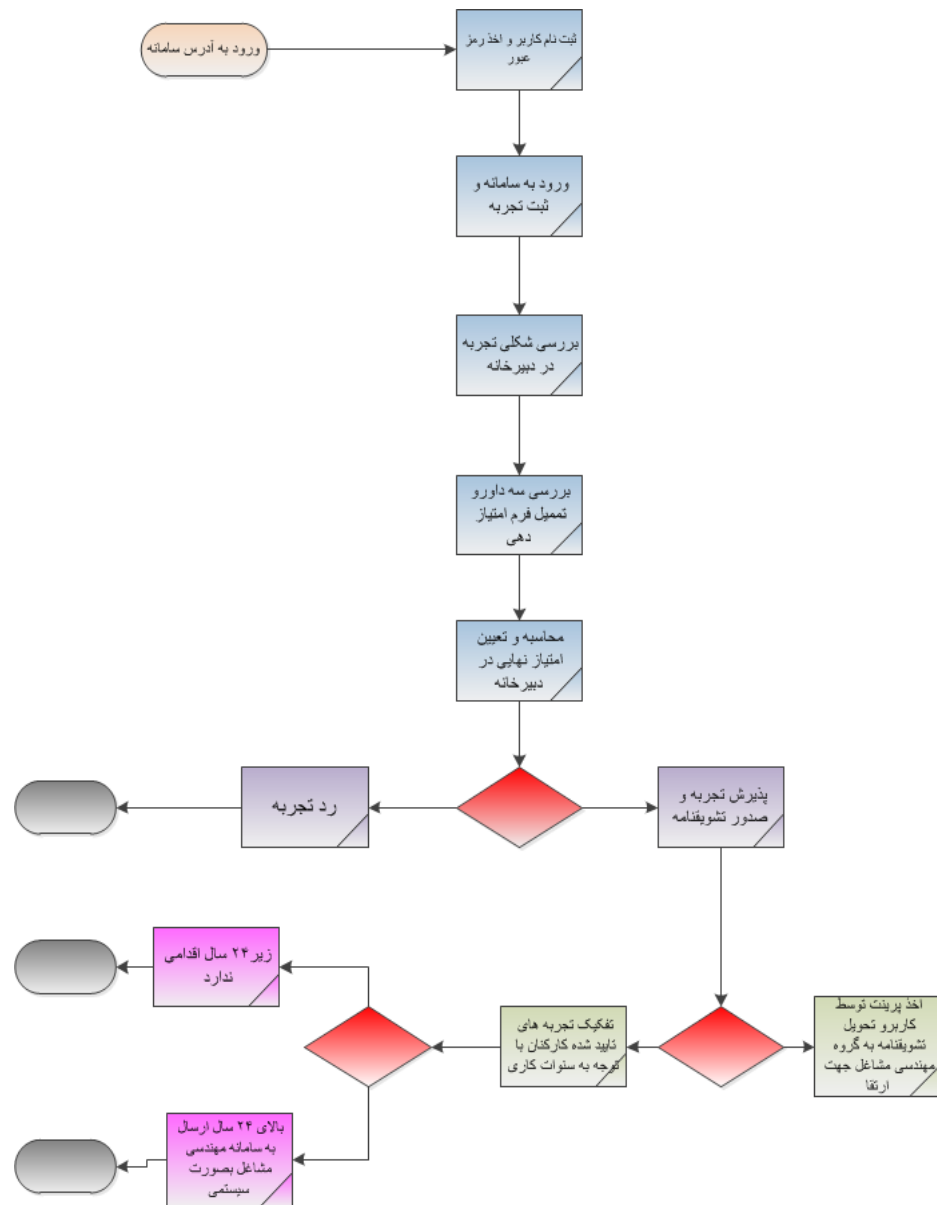 ورود به آدرس سامانه
ثبت نام کاربر و اخذ رمز
عبور
ورود به سامانه و
ثبت تجربه
بررسی شکلی تجربه
در دبیرخانه
بررسی سه داورو
تممیل فرم امتیاز
دهی
محاسبه و تعیین
امتیاز نهایی در
دبیرخانه
پذیرش تجربه و
صدور تشویقنامه
رد تجربه
زیر ۲۴ سال اقدامی
ندارد
اخذ پرینت توسط
کاربرو تحویل
تشویقنامه به گروه
مهندسی مشاغل جهت
ارتقا
تفکیک تجربه های
تایید شده کارکنان با
توجه به سنوات کاری
بالای ۲۴ سال ارسال
به سامانه مهندسی
مشاغل بصورت
سیستمی